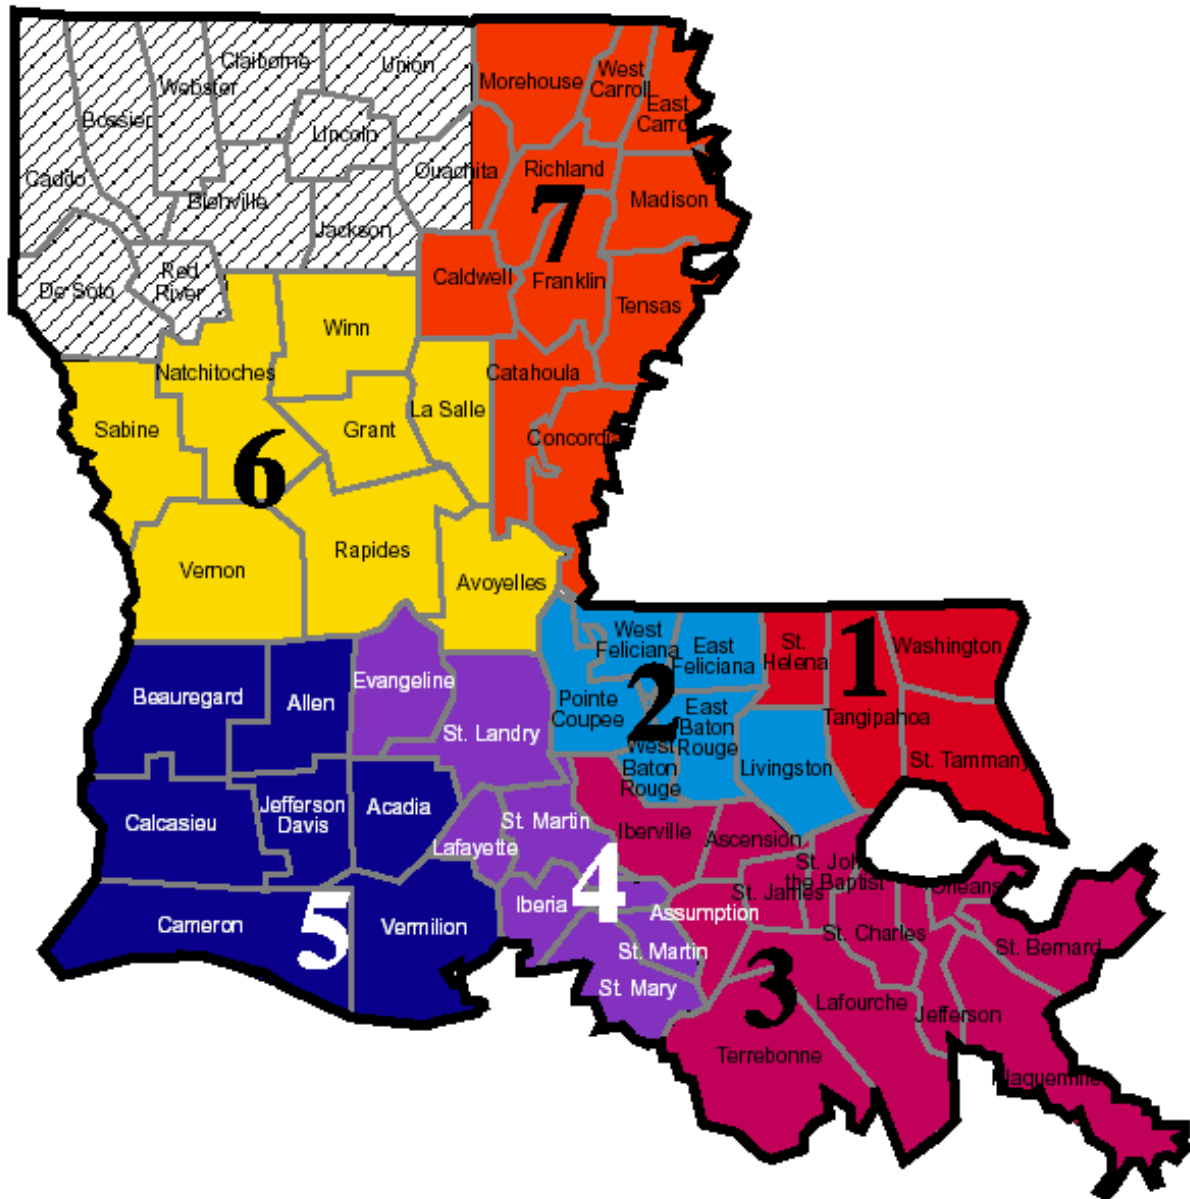 Claiborne
Union
Webster
Morehouse
West
Carroll
East
Bossier
Lincoln
Caddo
Ouachita
Richland
Madison
Bienville
7
Jackson
Red
River
De Soto
Caldwell
Franklin
Tensas
Winn
Natchitoches
Catahoula
La Salle
Sabine
Grant
Concordia
6
Vernon
Rapides
Avoyelles
West
Feliciana
East
Feliciana
St.
Helena
1
Washington
Evangeline
Beauregard
Allen
Pointe
Coupee
2
East
Baton
Rouge
Tangipahoa
St. Landry
West
Baton
Rouge
Livingston
St. Tammany
Calcasieu
Jefferson
Davis
Acadia
St. Martin
Lafayette
Iberville
Ascension
St. John
the Baptist
4
Iberia
St. James
Orleans
Assumption
Cameron
5
Vermilion
St. Charles
St. Bernard
St. Martin
St. Mary
3
Lafourche
Jefferson
Terrebonne
Plaquemines